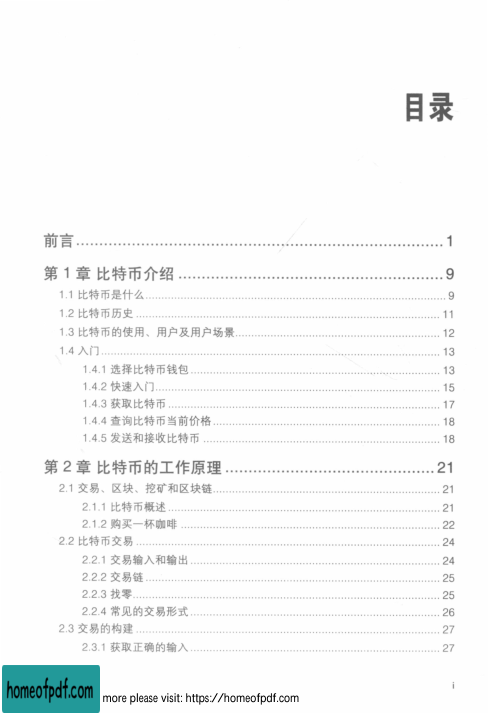 目录
前言 1
第 1 章 比特币介绍 9
1.1 比特币是什么 9
1.2 比特币历史 11
1.3 比特币的使用、用户及用户场景 12
1.4 入门 13
1.4.1 选择比特币钱包 13
1.4.2 快速入门 15
1.4.3 获取比特币 17
1.4.4 查询比特币当前价格 18
1.4.5 发送和接收比特币 18
第 2 章 比特币的工作原理 21
2.1 交易、区块、挖矿和区块链 21
2.1.1 比特币概述 21
2.1.2 购买一杯咖啡 22
2.2 比特币交易 24
2.2.1 交易输入和输出 24
2.2.2 交易链 25
2.2.3 找零 25
2.2.4 常见的交易形式 26
2.3 交易的构建 27
2.3.1 获取正确的输入 27
i
homeofpdf.com more please visit: https://homeofpdf.com